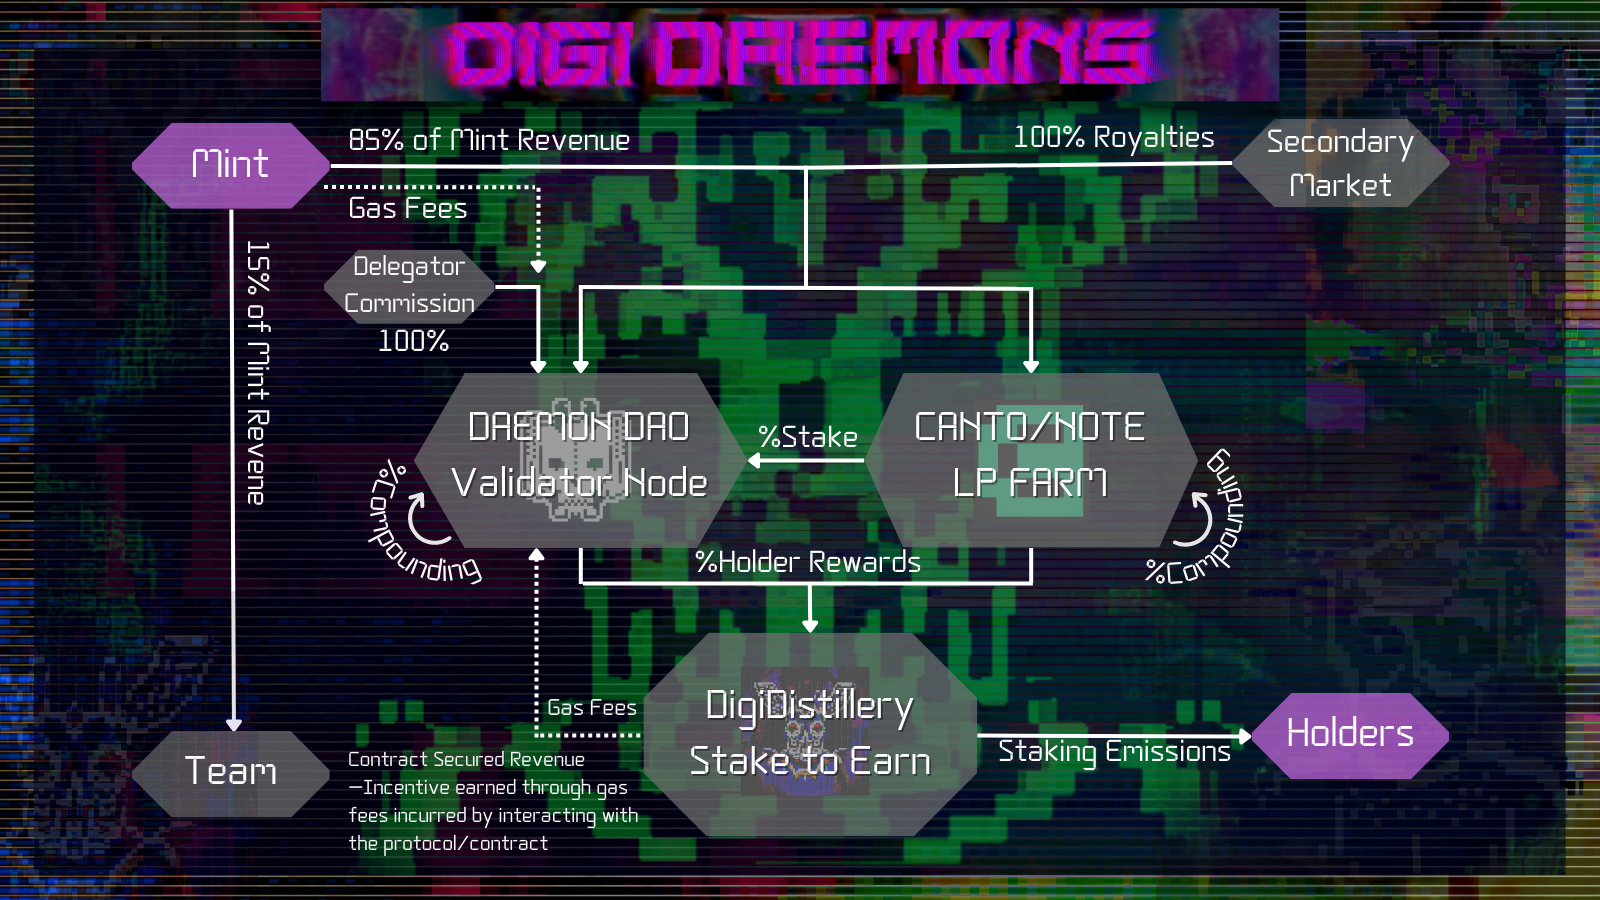 DIGI DAEMONS
85% of Mint Revenue
100% Royalties
Mint
Secondary
Market
Gas Fees
15% of Mint Revene
Delegator
Commission
100%
DAEMON DAO
Validator Node
%Stake
CANTO/NOTE
LP FARM
%Compounding
%Compounding
%Holder Rewards
DigiDistillery
Stake to Earn
Gas Fees
Staking Emissions
Holders
Team
Contract Secured Revenue
—Incentive earned through gas
fees incurred by interacting with
the protocol/contract